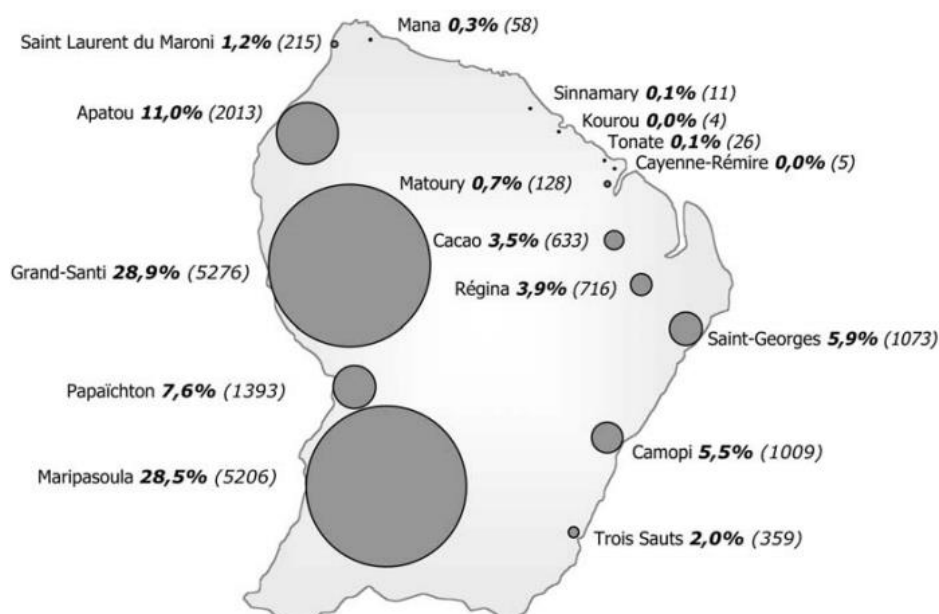 Mana 0,3% (58)
Saint Laurent du Maroni 1,2% (215)
Apatou 11,0% (2013)
Sinnamary 0,1% (11)
Kourou 0,0% (4)
Tonate 0,1% (26)
Cayenne-Rémire 0,0% (5)
Matoury 0,7% (128)
Cacao 3,5% (633)
Grand-Santi 28,9% (5276)
Régina 3,9% (716)
Saint-Georges 5,9% (1073)
Papaïchton 7,6% (1393)
Camopi 5,5% (1009)
Maripasoula 28,5% (5206)
Trois Sauts 2,0% (359)